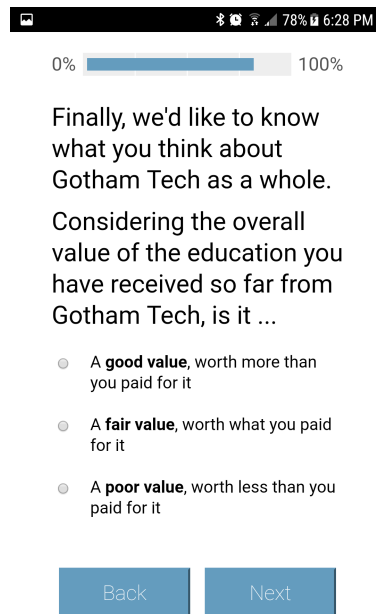 78% 6:28 PM
0% 100%
Finally, we'd like to know
what you think about
Gotham Tech as a whole.
Considering the overall
value of the education you
have received so far from
Gotham Tech, is it ...
A good value, worth more than
you paid for it
A fair value, worth what you paid
for it
A poor value, worth less than you
paid for it
Back Next